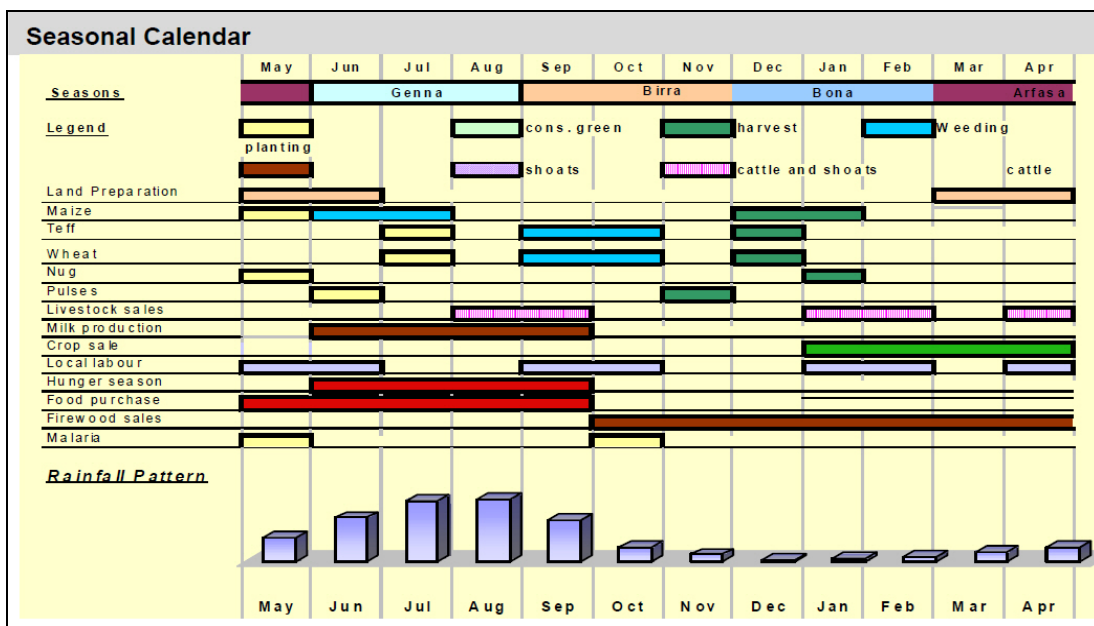 Seasonal Calendar
May Jun Jul Aug Sep Oct Nov Dec Jan Feb Mar Apr
Seasons Genna Birra Bona Arfasa
Legend cons.green harvest Weeding
planting
shoats cattle and shoats cattle
Land Preparation
Maize
Teff
Wheat
Nug
Pulses
Livestock sales
Milk production
Crop sale
Local labour
Hunger season
Food purchase
Firewood sales
Malaria
Rainfall Pattern
May Jun Jul Aug Sep Oct Nov Dec Jan Feb Mar Apr